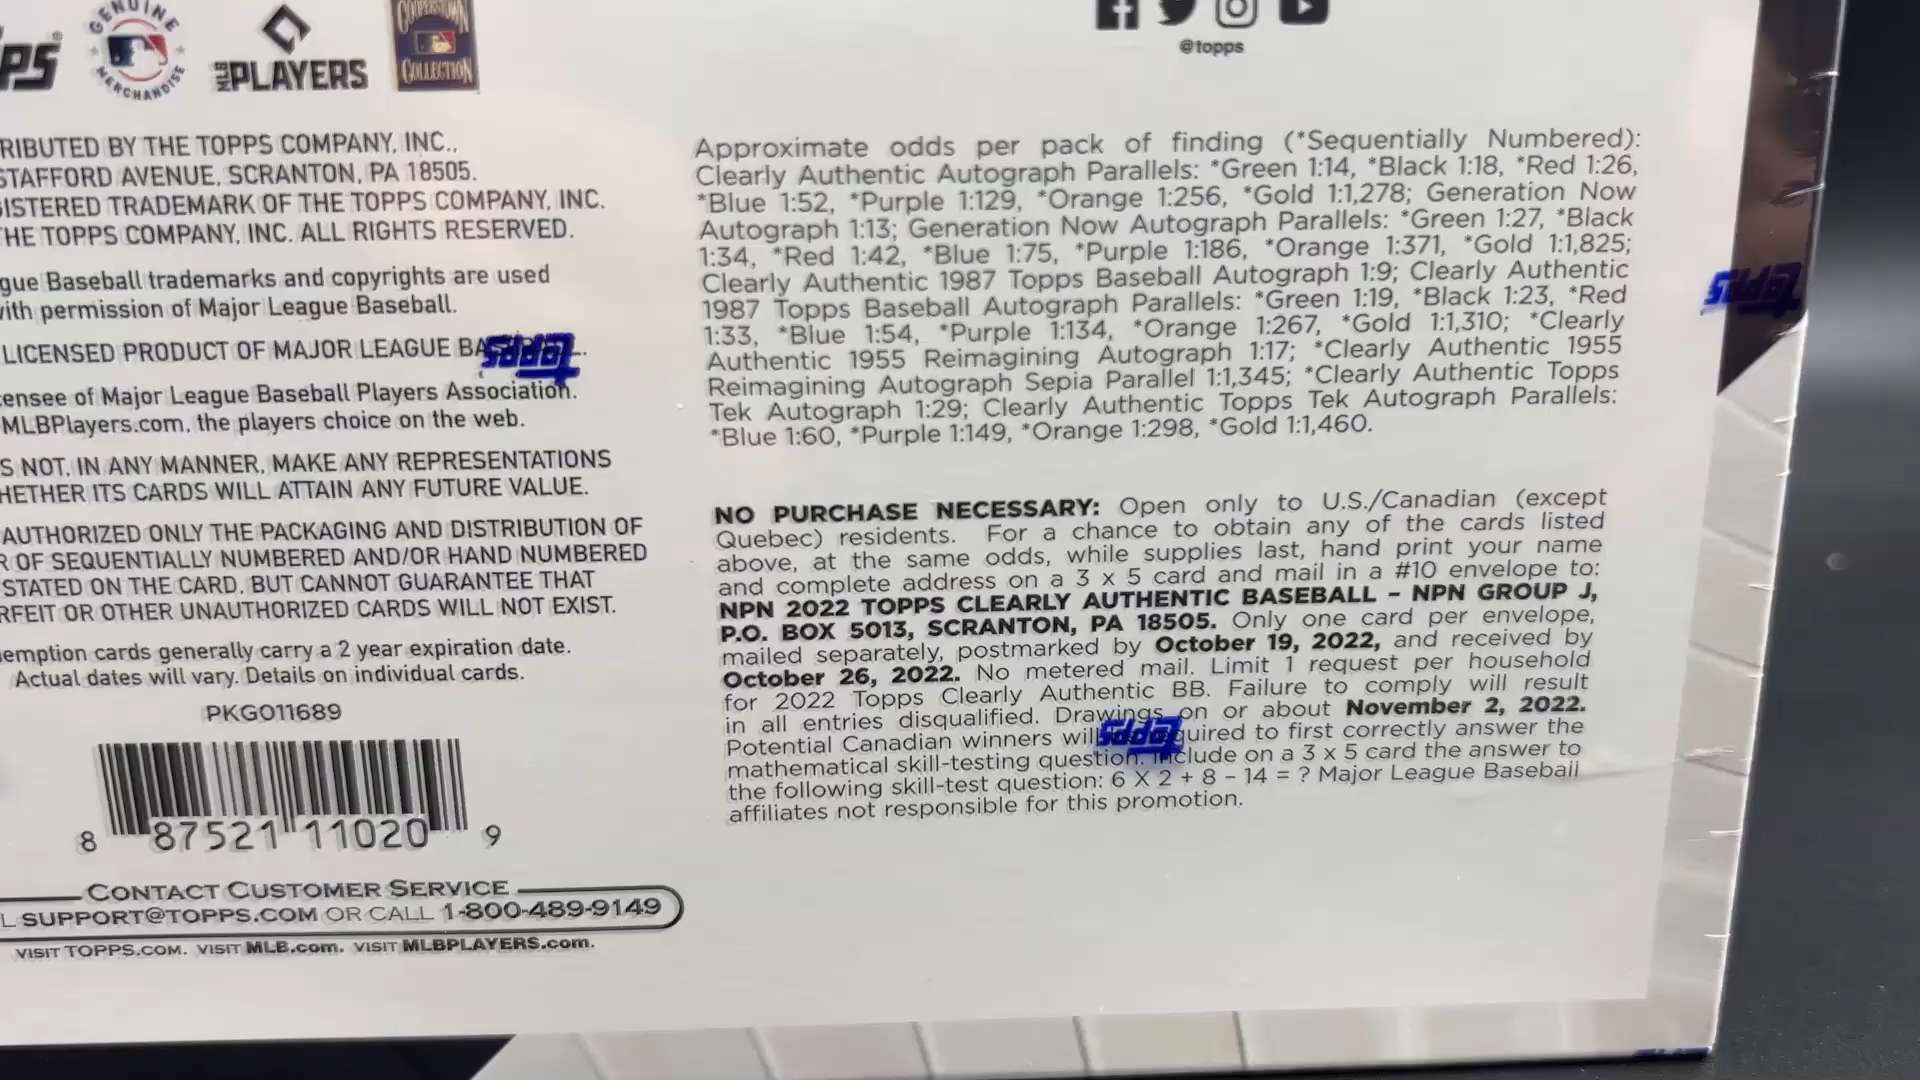 GENUINE
MERCHANDISE
MLB PLAYERS
COOPERSTOWN
COLLECTION
TRIBUTED BY THE TOPPS COMPANY, INC.,
STAFFORD AVENUE, SCRANTON, PA 18505.
GISTERED TRADEMARK OF THE TOPPS COMPANY, INC.
THE TOPPS COMPANY, INC. ALL RIGHTS RESERVED.
gue Baseball trademarks and copyrights are used
with permission of Major League Baseball.
LICENSED PRODUCT OF MAJOR LEAGUE
ensee of Major League Baseball Players Association.
MLBPlayers.com, the players choice on the web.
S NOT, IN ANY MANNER, MAKE ANY REPRESENTATIONS
HETHER ITS CARDS WILL ATTAIN ANY FUTURE VALUE.
AUTHORIZED ONLY THE PACKAGING AND DISTRIBUTION OF
R OF SEQUENTIALLY NUMBERED AND/OR HAND NUMBERED
STATED ON THE CARD, BUT CANNOT GUARANTEE THAT
RFEIT OR OTHER UNAUTHORIZED CARDS WILL NOT EXIST.
emption cards generally carry a 2 year expiration date.
Actual dates will vary. Details on individual cards.
PKG011689
8 87521 11020 9
CONTACT CUSTOMER SERVICE
L SUPPORT@TOPPS.COM OR CALL 1-800-489-9149
VISIT TOPPS.COM. VISIT MLB.com. VISIT MLBPLAYERS.com.
@topps
Approximate odds per pack of finding (*Sequentially Numbered):
Clearly Authentic Autograph Parallels: *Green 1:14, *Black 1:18, *Red 1:26,
*Blue 1:52, *Purple 1:129, *Orange 1:256, *Gold 1:1,278; Generation Now
Autograph 1:13; Generation Now Autograph Parallels: *Green 1:27, *Black
1:34, *Red 1:42, *Blue 1:75, *Purple 1:186, *Orange 1:371, *Gold 1:1,825;
Clearly Authentic 1987 Topps Baseball Autograph 1:9; Clearly Authentic
1987 Topps Baseball Autograph Parallels: *Green 1:19, *Black 1:23, *Red
1:33, *Blue 1:54, *Purple 1:134, *Orange 1:267, *Gold 1:1,310; *Clearly
Authentic 1955 Reimagining Autograph 1:17; *Clearly Authentic 1955
Reimagining Autograph Sepia Parallel 1:1,345; *Clearly Authentic Topps
Tek Autograph 1:29; Clearly Authentic Topps Tek Autograph Parallels:
*Blue 1:60, *Purple 1:149, *Orange 1:298, *Gold 1:1,460.
NO PURCHASE NECESSARY: Open only to U.S./Canadian (except
Quebec) residents. For a chance to obtain any of the cards listed
above, at the same odds, while supplies last, hand print your name
and complete address on a 3 x 5 card and mail in a #10 envelope to:
NPN 2022 TOPPS CLEARLY AUTHENTIC BASEBALL – NPN GROUP J,
P.O. BOX 5013, SCRANTON, PA 18505. Only one card per envelope,
mailed separately, postmarked by October 19, 2022, and received by
October 26, 2022. No metered mail. Limit 1 request per household
for 2022 Topps Clearly Authentic BB. Failure to comply will result
in all entries disqualified. Drawings on or about November 2, 2022.
Potential Canadian winners will required to first correctly answer the
mathematical skill-testing question. Include on a 3 x 5 card the answer to
the following skill-test question: 6 X 2 + 8 – 14 = ? Major League Baseball
affiliates not responsible for this promotion.